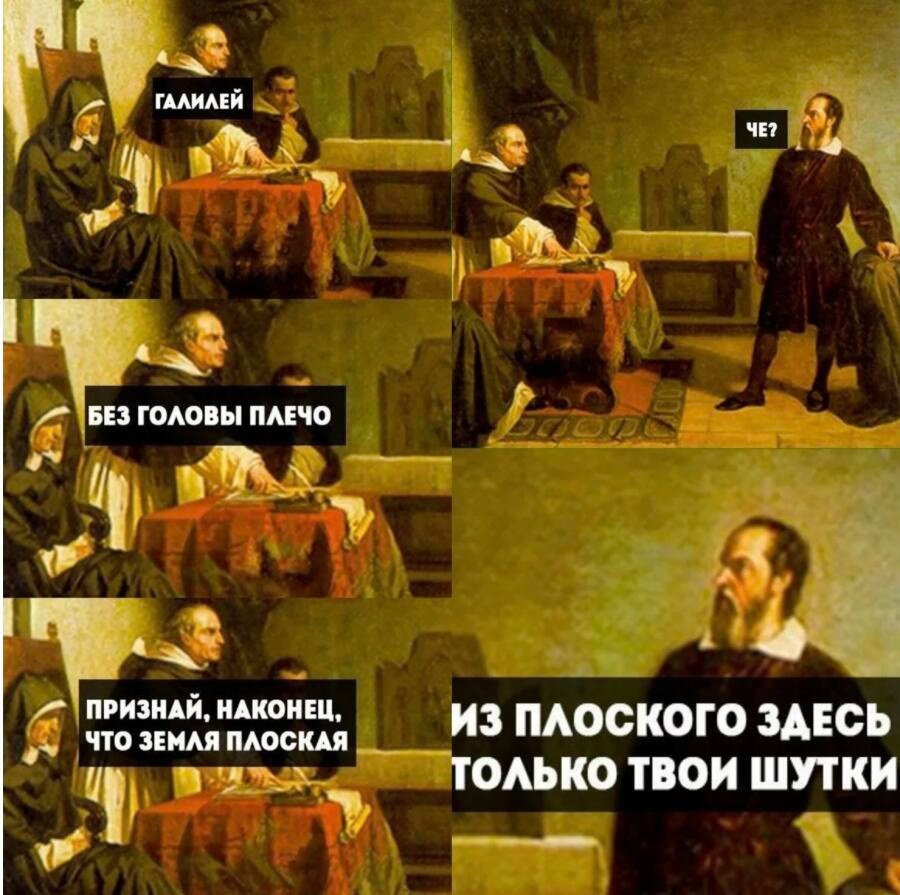 ГАЛИЛЕЙ
ЧЕ?
БЕЗ ГОЛОВЫ ПЛЕЧО
ПРИЗНАЙ, НАКОНЕЦ,
ЧТО ЗЕМЛЯ ПЛОСКАЯ
ИЗ ПЛОСКОГО ЗДЕСЬ
ТОЛЬКО ТВОИ ШУТКИ